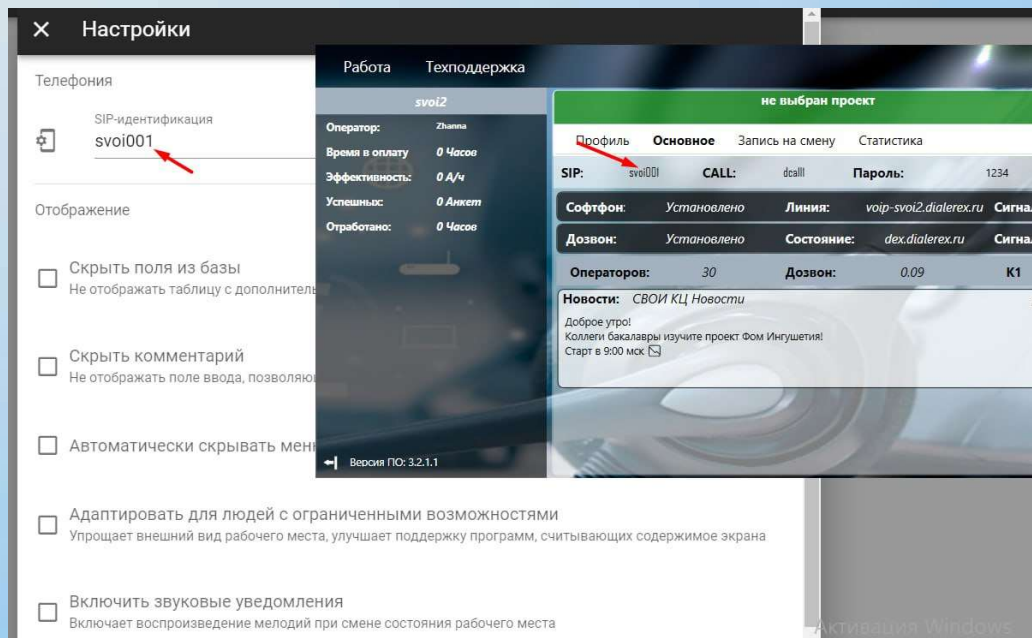 ✕ Настройки
Телефония
SIP-идентификация
svoi001
Отображение
Скрыть поля из базы
Не отображать таблицу с дополнитель
Скрыть комментарий
Не отображать поле ввода, позволяю
Автоматически скрывать мен
Адаптировать для людей с ограниченными возможностями
Упрощает внешний вид рабочего места, улучшает поддержку программ, считывающих содержимое экрана
Включить звуковые уведомления
Включает воспроизведение мелодий при смене состояния рабочего места
Работа Техподдержка
svoi2
Оператор: Zhanna
Время в оплату 0 Часов
Эффективность: 0 А/ч
Успешных: 0 Анкет
Отработано: 0 Часов
Версия ПО: 3.2.1.1
не выбран проект
Профиль Основное Запись на смену Статистика
SIP: svoi001 CALL: dcall1 Пароль: 1234
Софтфон: Установлено Линия: voip-svoi2.dialerex.ru Сигна
Дозвон: Установлено Состояние: dex.dialerex.ru Сигна
Операторов: 30 Дозвон: 0.09 К1
Новости: СВОИ КЦ Новости
Доброе утро!
Коллеги бакалавры изучите проект Фом Ингушетия!
Старт в 9:00 мск
Активация Windows